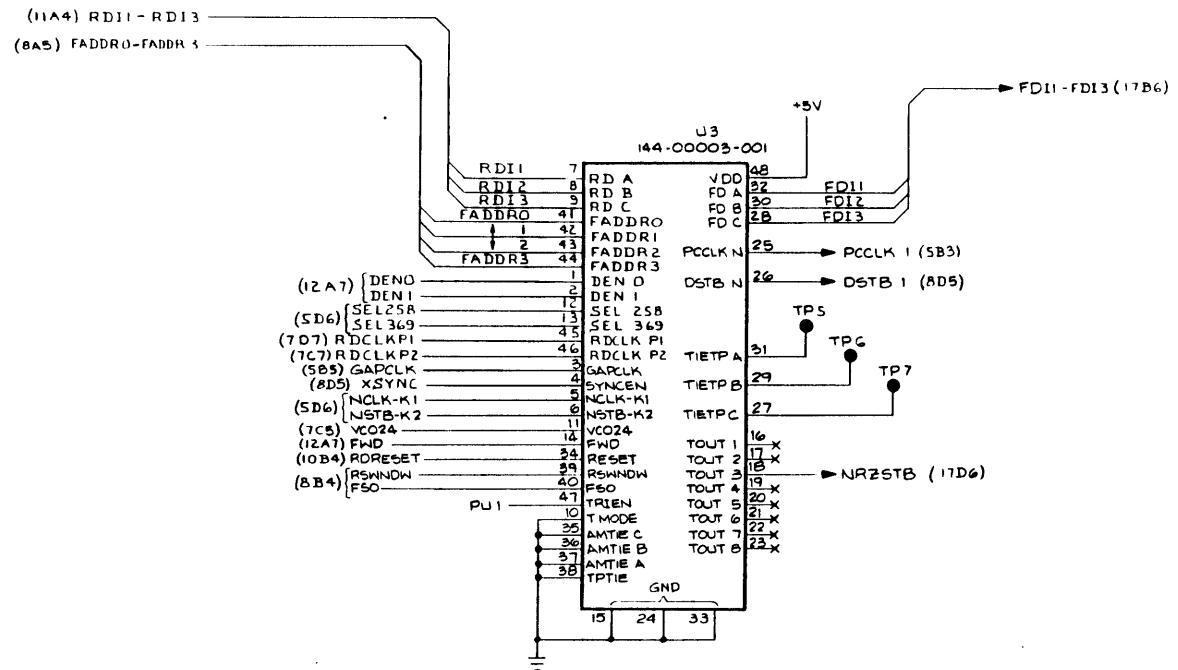 (11A4) RDI1-RDI3
(8A5) FADDR0-FADDR3
FDI1-FDI3 (17B6)
+5V
U3
144-00003-001
RDI1 7 RD A
RDI2 8 RD B
RDI3 9 RD C
FADDR0 41 FADDR0
1 42 FADDR1
2 43 FADDR2
FADDR3 44 FADDR3
(12A7) DEN0 1 DEN 0
DEN1 2 DEN 1
(5D6) SEL258 12 SEL 258
SEL369 13 SEL 369
(7D7) RDCLKP1 45 RDCLK P1
(7C7) RDCLKP2 46 RDCLK P2
(5B5) GAPCLK 3 GAPCLK
(8D5) XSYNC 4 SYNCEN
(5D6) NCLK-K1 5 NCLK-K1
NSTB-K2 6 NSTB-K2
(7C5) VCO24 11 VCO24
(12A7) FWD 14 FWD
(10B4) RDRESET 34 RESET
(8B4) RSWNDW 39 RSWNDW
FSO 40 FSO
PU1 47 TRIEN
10 T MODE
35 AMTIE C
36 AMTIE B
37 AMTIE A
38 TPTIE
VDD 48
FD A 32 FDI1
FD B 30 FDI2
FD C 28 FDI3
PCCLK N 25 PCCLK 1 (5B3)
DSTB N 26 DSTB 1 (8D5)
TP5
TIETP A 31
TP6
TIETP B 29
TP7
TIETP C 27
TOUT 1 16
TOUT 2 17
TOUT 3 18 NRZSTB (17D6)
TOUT 4 19
TOUT 5 20
TOUT 6 21
TOUT 7 22
TOUT 8 23
GND
15 24 33